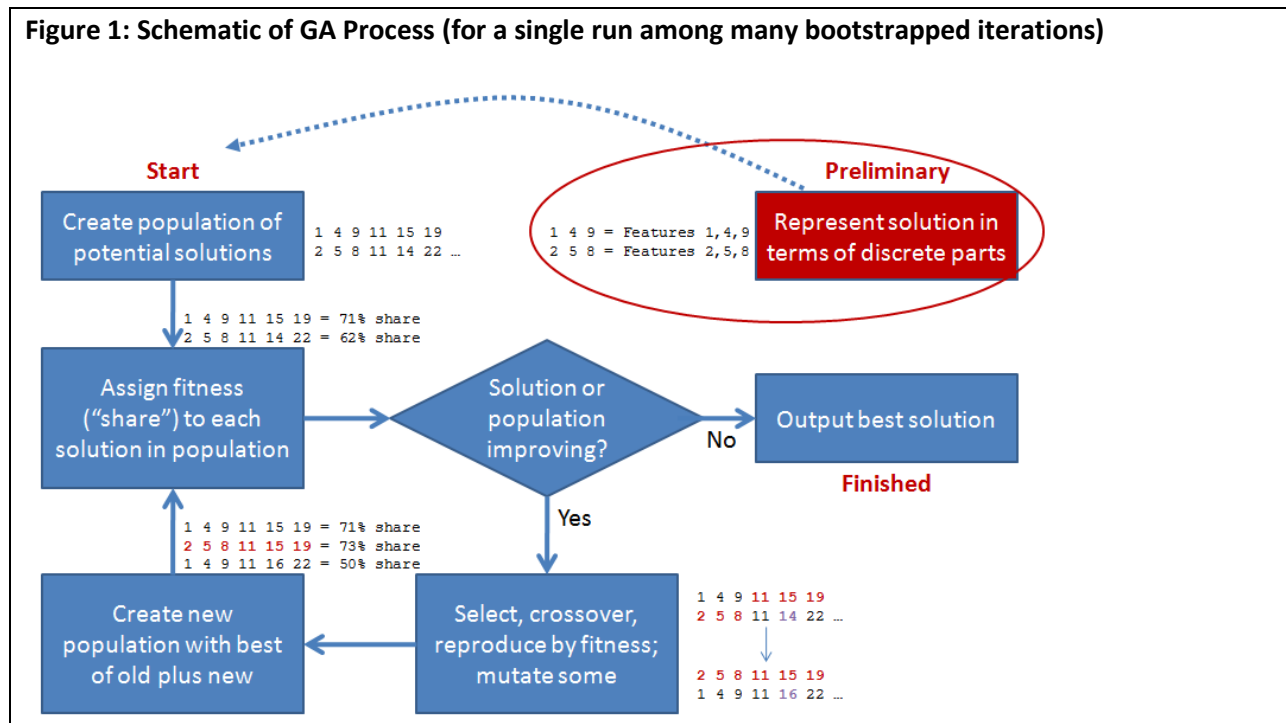 Figure 1: Schematic of GA Process (for a single run among many bootstrapped iterations)
Start
Preliminary
Create population of
potential solutions
1 4 9 11 15 19
2 5 8 11 14 22 …
1 4 9 = Features 1,4,9
2 5 8 = Features 2,5,8
Represent solution in
terms of discrete parts
1 4 9 11 15 19 = 71% share
2 5 8 11 14 22 = 62% share
Assign fitness
(“share”) to each
solution in population
Solution or
population
improving?
No
Output best solution
Finished
Yes
1 4 9 11 15 19 = 71% share
2 5 8 11 15 19 = 73% share
1 4 9 11 16 22 = 50% share
Create new
population with best
of old plus new
Select, crossover,
reproduce by fitness;
mutate some
1 4 9 11 15 19
2 5 8 11 14 22 …
2 5 8 11 15 19
1 4 9 11 16 22 …